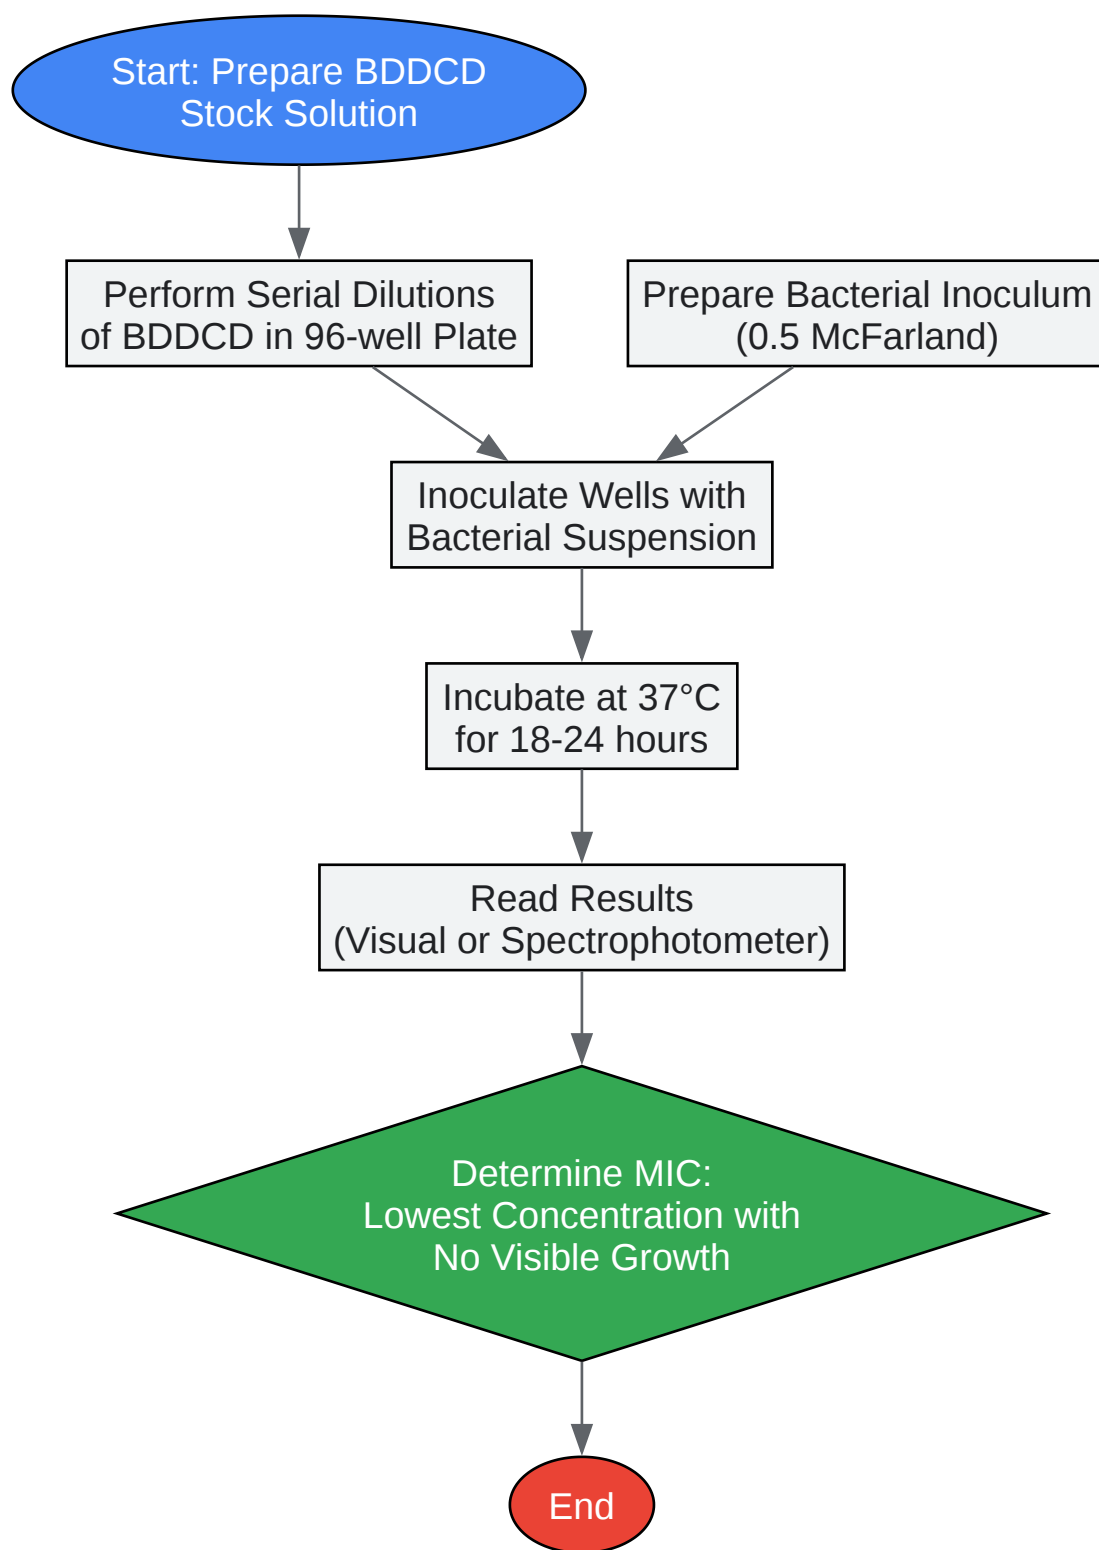 Start: Prepare BDDCD
Stock Solution
Perform Serial Dilutions
of BDDCD in 96-well Plate
Prepare Bacterial Inoculum
(0.5 McFarland)
Inoculate Wells with
Bacterial Suspension
Incubate at 37°C
for 18-24 hours
Read Results
(Visual or Spectrophotometer)
Determine MIC:
Lowest Concentration with
No Visible Growth
End